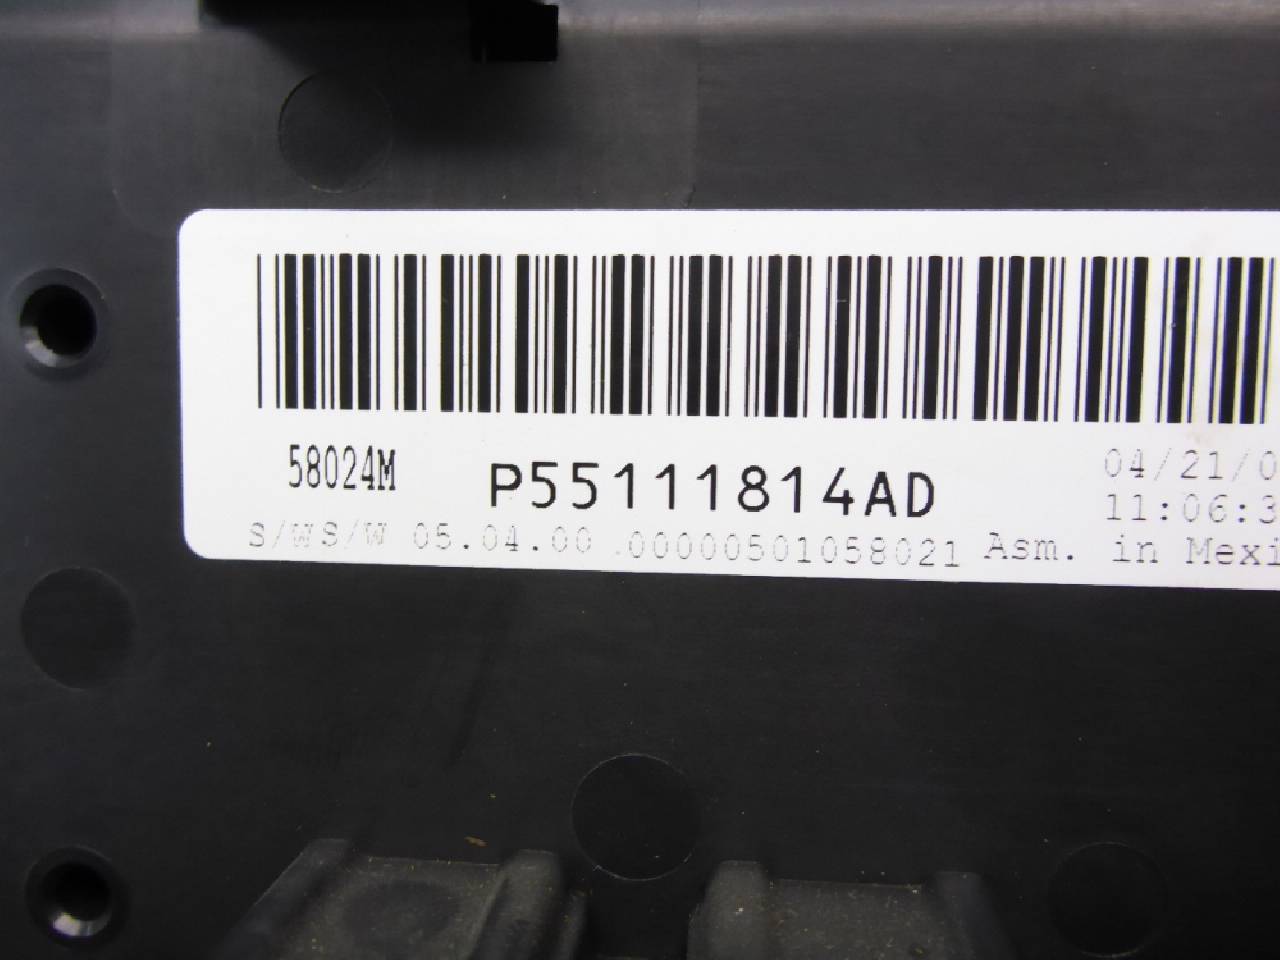 58024M P55111814AD 04/21/0
11:06:3
S/WS/W 05.04.00 .00000501058021 Asm. in Mexi